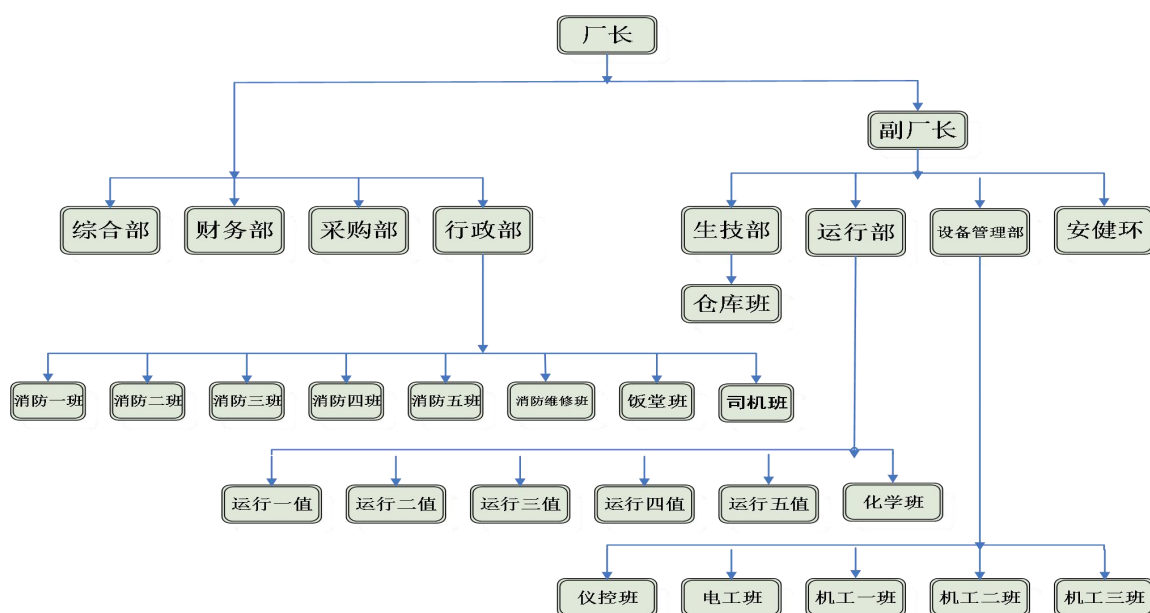 厂长
副厂长
综合部
财务部
采购部
行政部
生技部
运行部
设备管理部
安健环
仓库班
消防一班
消防二班
消防三班
消防四班
消防五班
消防维修班
饭堂班
司机班
运行一值
运行二值
运行三值
运行四值
运行五值
化学班
仪控班
电工班
机工一班
机工二班
机工三班